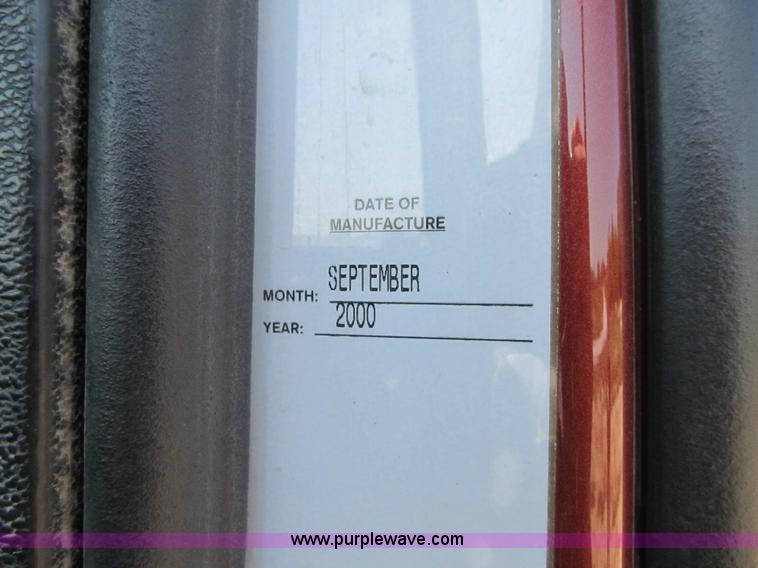 DATE OF
MANUFACTURE
MONTH: SEPTEMBER
YEAR: 2000
www.purplewave.com